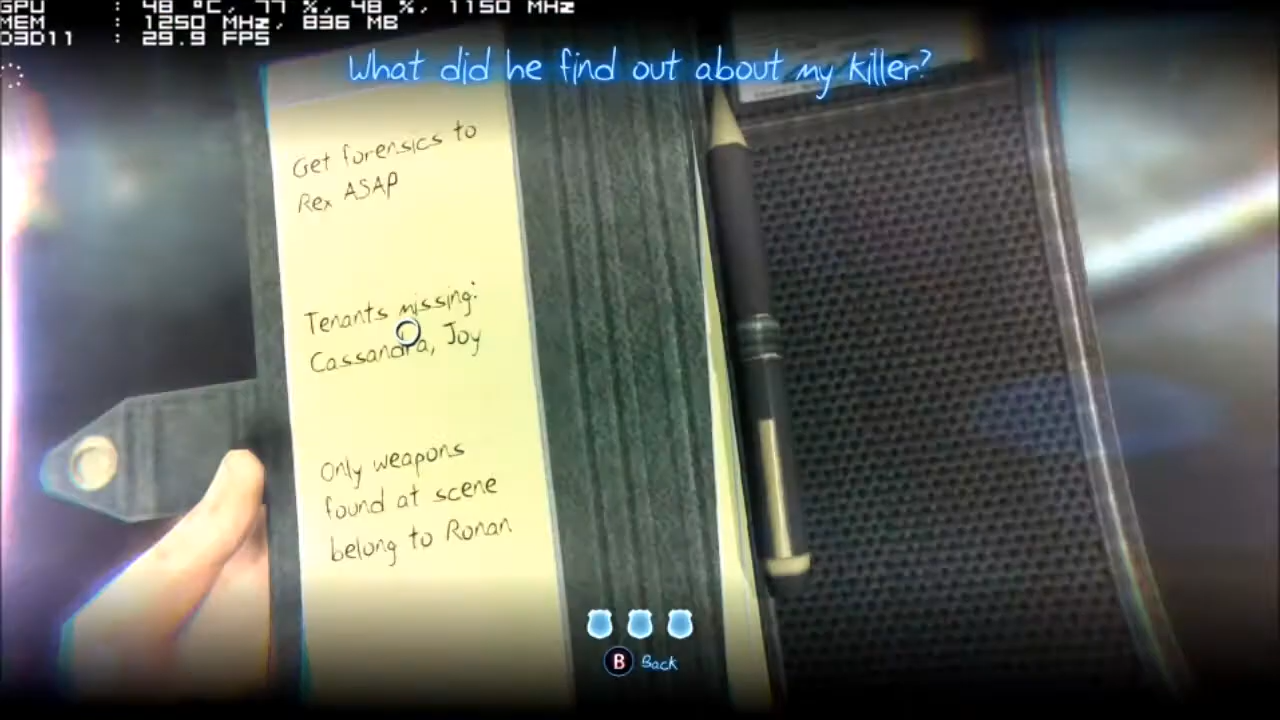 GPU : 48 °C, 77 %, 48 %, 1150 MHz
MEM : 1250 MHz, 836 MB
D3D11 : 29.9 FPS
What did he find out about my killer?
Get forensics to
Rex ASAP
Tenants missing:
Cassandra, Joy
Only weapons
found at scene
belong to Ronan
B Back